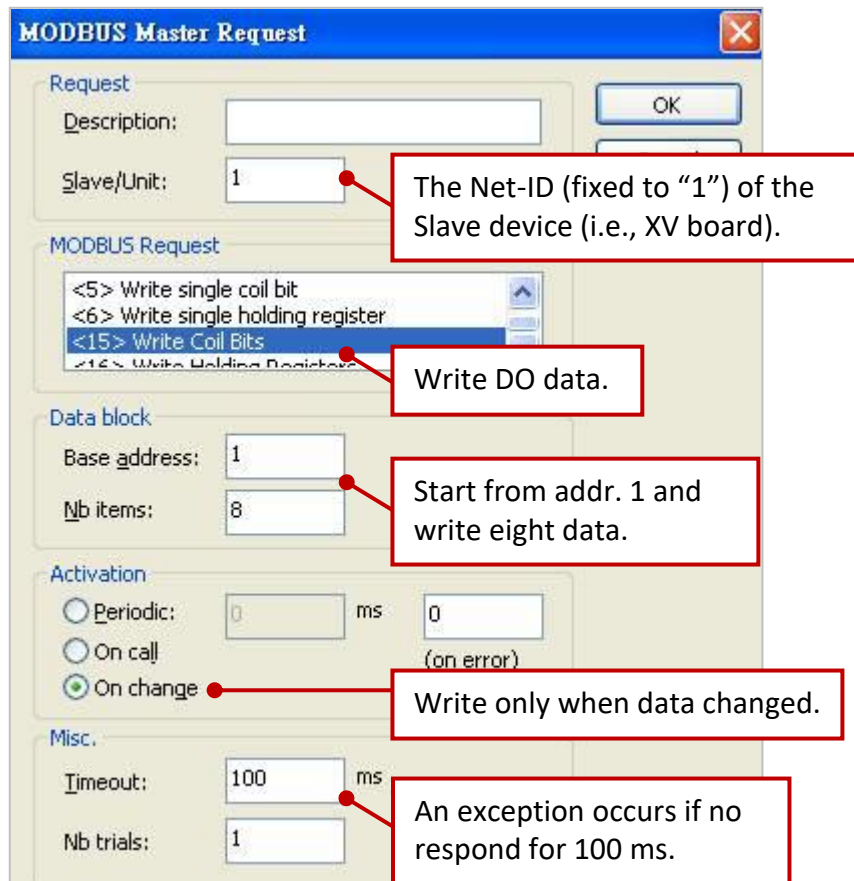 MODBUS Master Request
Request
Description:
OK
Slave/Unit: 1
The Net-ID (fixed to “1”) of the
Slave device (i.e., XV board).
MODBUS Request
<5> Write single coil bit
<6> Write single holding register
<15> Write Coil Bits
<16> Write Holding Registers
Write DO data.
Data block
Base address: 1
Nb items: 8
Start from addr. 1 and
write eight data.
Activation
Periodic: 0 ms 0
On call (on error)
On change
Write only when data changed.
Misc.
Timeout: 100 ms
Nb trials: 1
An exception occurs if no
respond for 100 ms.